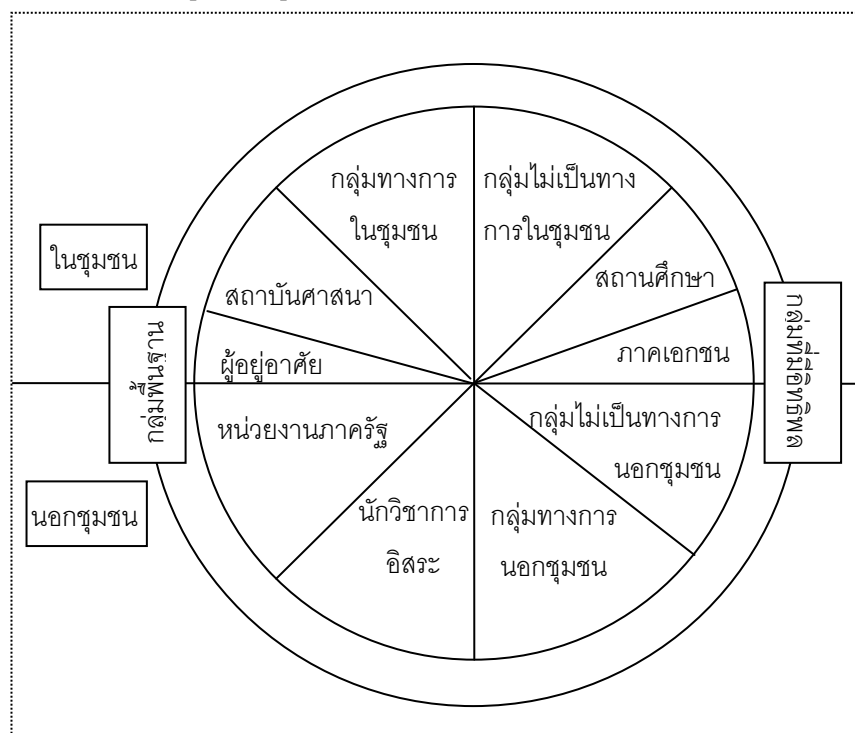 กลุ่มทางการ
ในชุมชน
กลุ่มไม่เป็นทาง
การในชุมชน
ในชุมชน
สถาบันศาสนา
สถานศึกษา
กลุ่มพื้นฐาน
ผู้อยู่อาศัย
ภาคเอกชน
กลุ่มที่มีอิทธิพล
หน่วยงานภาครัฐ
กลุ่มไม่เป็นทางการ
นอกชุมชน
นอกชุมชน
นักวิชาการ
อิสระ
กลุ่มทางการ
นอกชุมชน